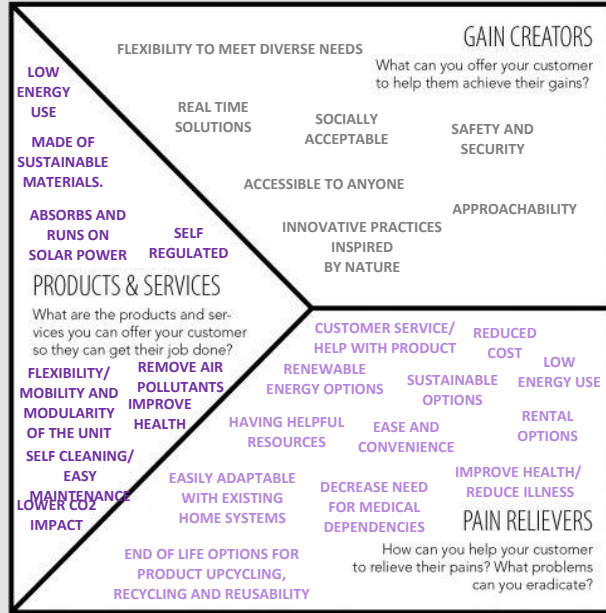 GAIN CREATORS
What can you offer your customer
to help them achieve their gains?
FLEXIBILITY TO MEET DIVERSE NEEDS
REAL TIME
SOLUTIONS
SOCIALLY
ACCEPTABLE
SAFETY AND
SECURITY
ACCESSIBLE TO ANYONE
APPROACHABILITY
INNOVATIVE PRACTICES
INSPIRED
BY NATURE
LOW
ENERGY
USE
MADE OF
SUSTAINABLE
MATERIALS.
ABSORBS AND
RUNS ON
SOLAR POWER
SELF
REGULATED
PRODUCTS & SERVICES
What are the products and ser-
vices you can offer your customer
so they can get their job done?
FLEXIBILITY/
MOBILITY AND
MODULARITY
OF THE UNIT
REMOVE AIR
POLLUTANTS
IMPROVE
HEALTH
SELF CLEANING/
EASY
MAINTENANCE
LOWER CO2
IMPACT
CUSTOMER SERVICE/
HELP WITH PRODUCT
REDUCED
COST
RENEWABLE
ENERGY OPTIONS
SUSTAINABLE
OPTIONS
LOW
ENERGY USE
HAVING HELPFUL
RESOURCES
EASE AND
CONVENIENCE
RENTAL
OPTIONS
EASILY ADAPTABLE
WITH EXISTING
HOME SYSTEMS
DECREASE NEED
FOR MEDICAL
DEPENDENCIES
IMPROVE HEALTH/
REDUCE ILLNESS
END OF LIFE OPTIONS FOR
PRODUCT UPCYCLING,
RECYCLING AND REUSABILITY
PAIN RELIEVERS
How can you help your customer
to relieve their pains? What problems
can you eradicate?